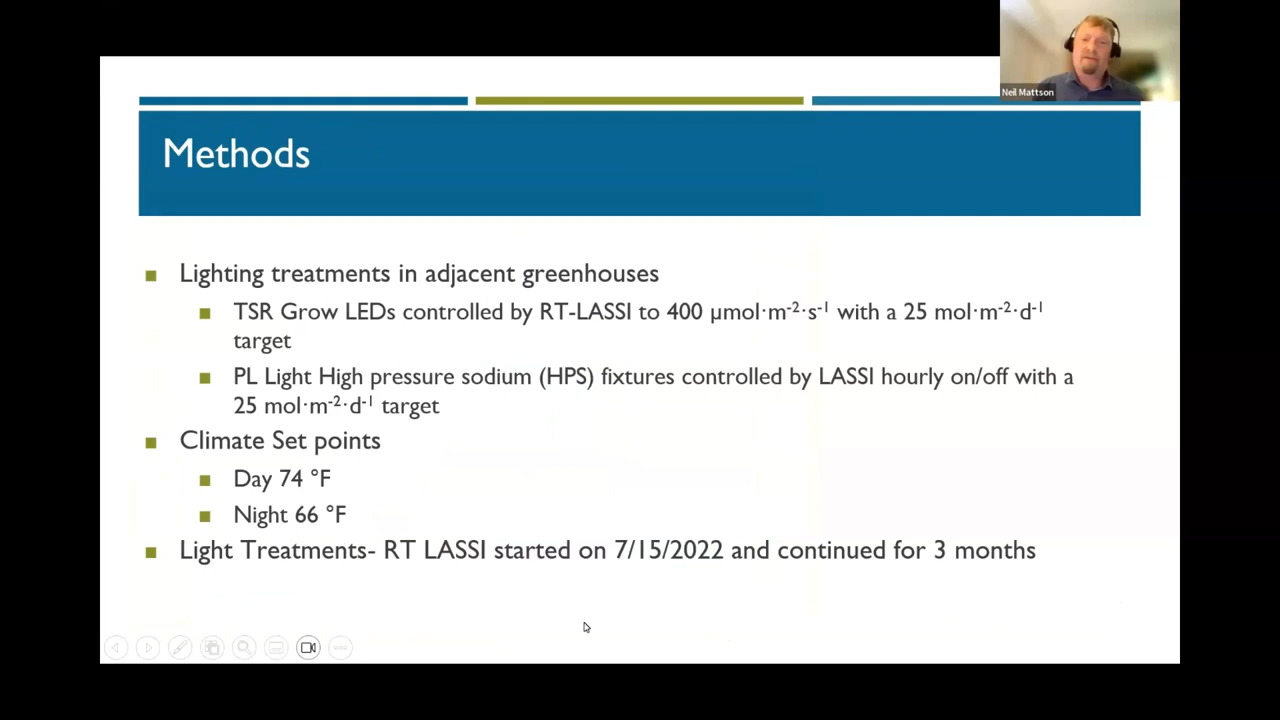 Neil Mattson
Methods
Lighting treatments in adjacent greenhouses
TSR Grow LEDs controlled by RT-LASSI to 400 µmol·m⁻²·s⁻¹ with a 25 mol·m⁻²·d⁻¹
target
PL Light High pressure sodium (HPS) fixtures controlled by LASSI hourly on/off with a
25 mol·m⁻²·d⁻¹ target
Climate Set points
Day 74 °F
Night 66 °F
Light Treatments- RT LASSI started on 7/15/2022 and continued for 3 months